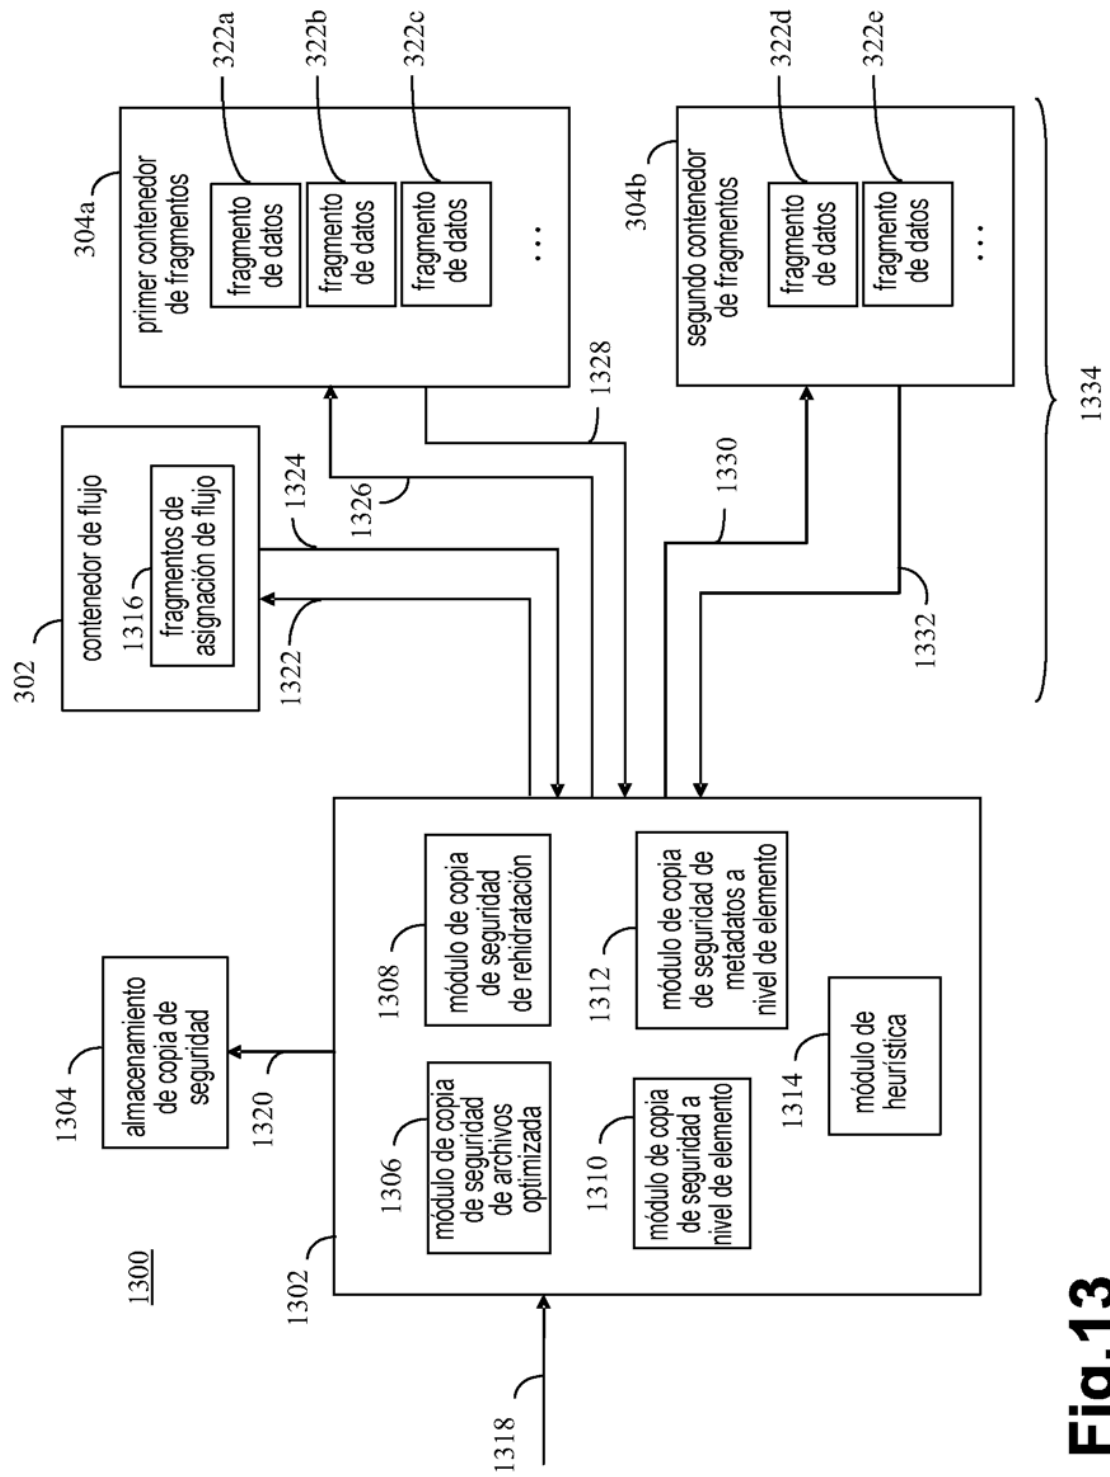 1300
1304
almacenamiento
de copia de
seguridad
1320
302
contenedor de flujo
1316
fragmentos de
asignación de flujo
304a
primer contenedor
de fragmentos
fragmento
de datos
322a
fragmento
de datos
322b
fragmento
de datos
322c
...
1302
1318
1306
módulo de copia
de seguridad
de archivos
optimizada
1308
módulo de copia
de seguridad
de rehidratación
1310
módulo de copia
de seguridad a
nivel de elemento
1312
módulo de copia
de seguridad de
metadatos a
nivel de elemento
1314
módulo de
heurística
1322
1324
1326
1328
1330
1332
304b
segundo contenedor
de fragmentos
fragmento
de datos
322d
fragmento
de datos
322e
...
1334
Fig.13